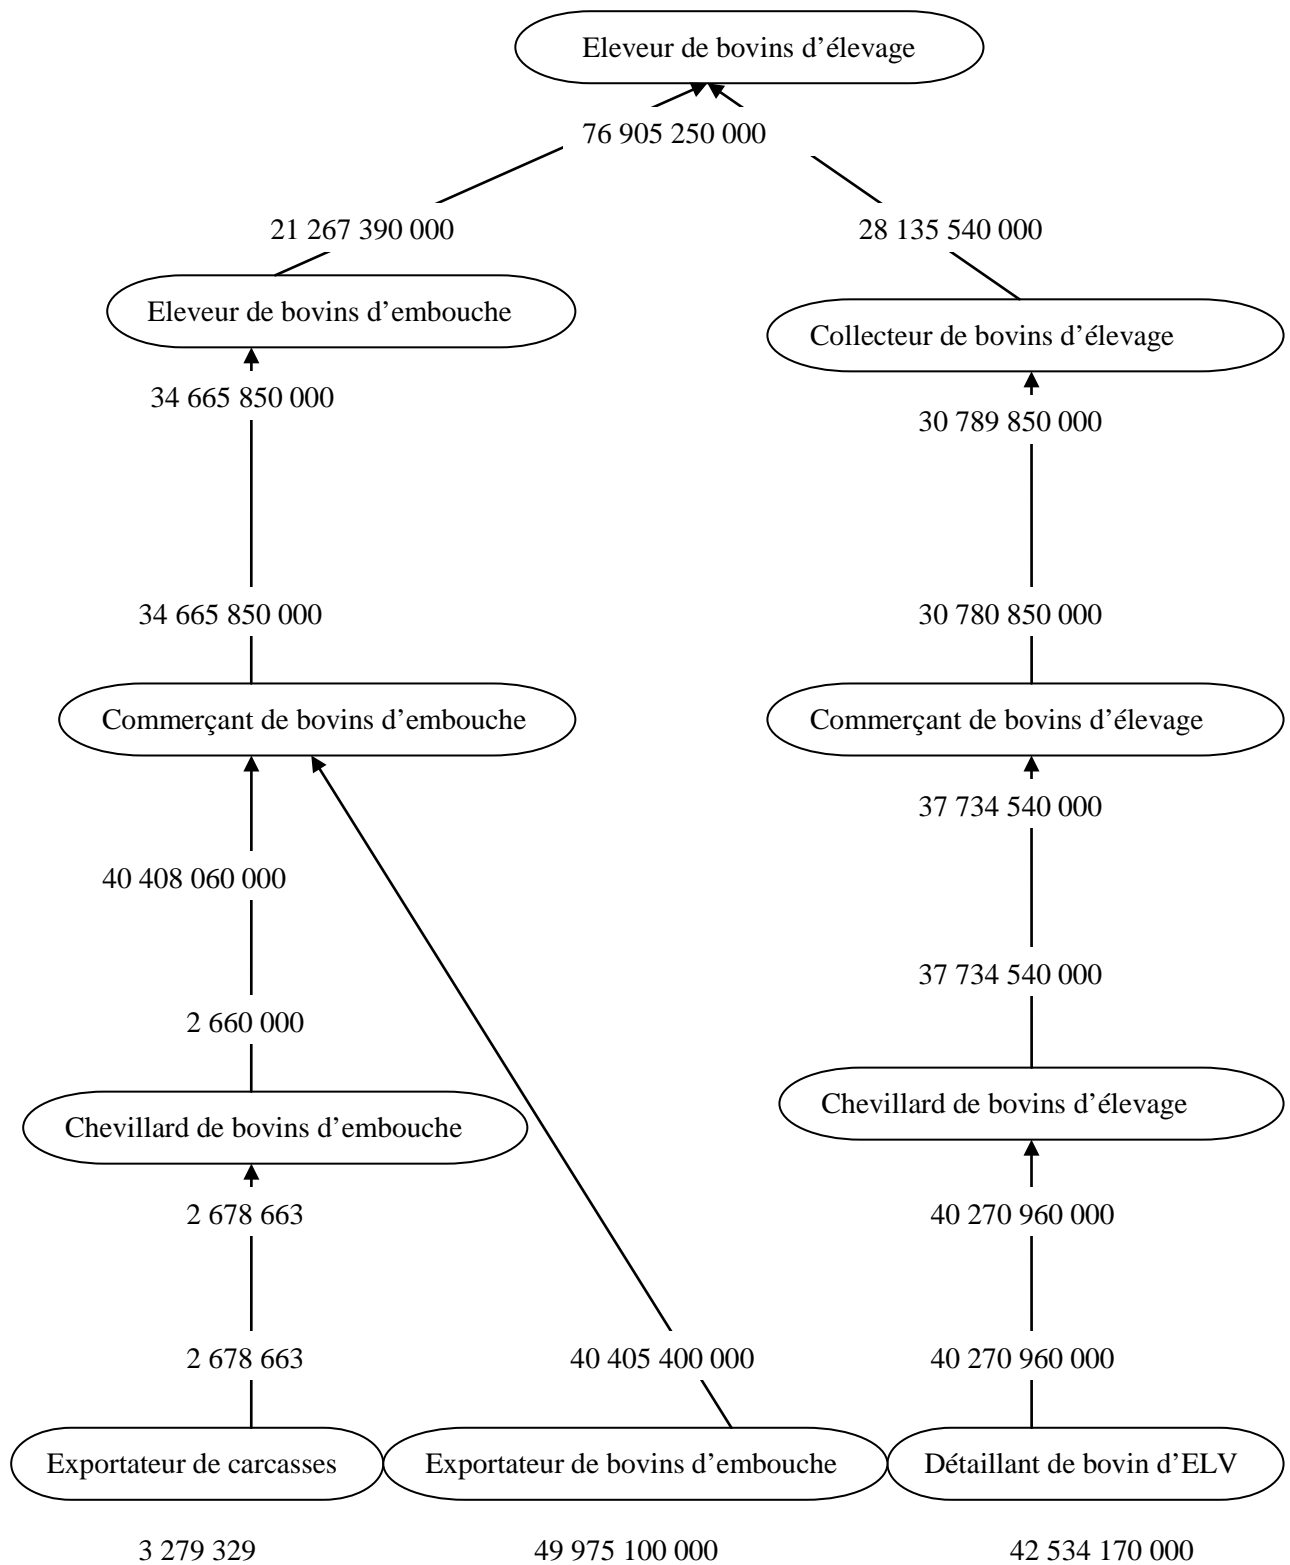 Eleveur de bovins d’élevage
76 905 250 000
21 267 390 000
28 135 540 000
Eleveur de bovins d’embouche
Collecteur de bovins d’élevage
34 665 850 000
30 789 850 000
34 665 850 000
30 780 850 000
Commerçant de bovins d’embouche
Commerçant de bovins d’élevage
37 734 540 000
40 408 060 000
37 734 540 000
2 660 000
Chevillard de bovins d’élevage
Chevillard de bovins d’embouche
2 678 663
40 270 960 000
2 678 663
40 405 400 000
40 270 960 000
Exportateur de carcasses
Exportateur de bovins d’embouche
Détaillant de bovin d’ELV
3 279 329
49 975 100 000
42 534 170 000